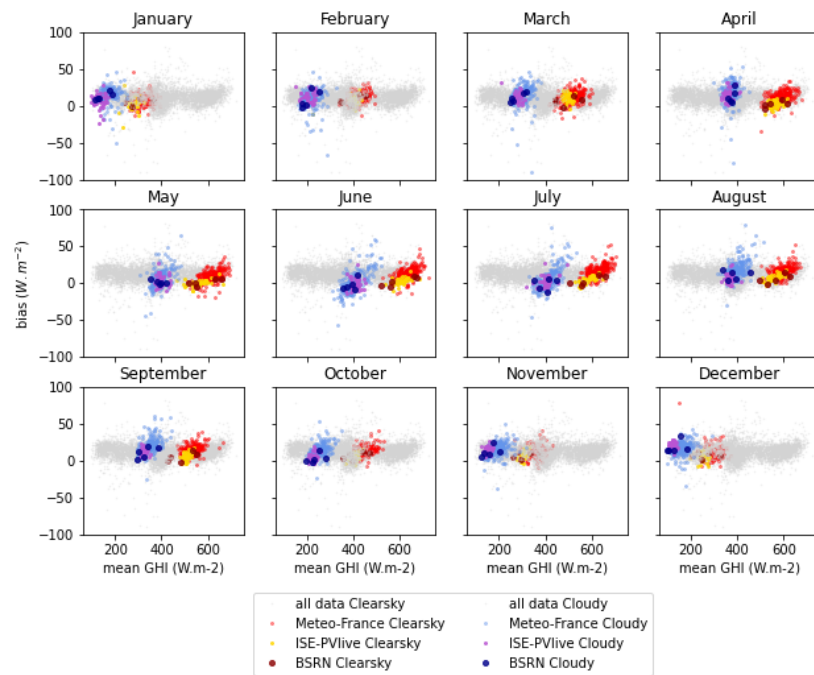 January February March April
100
50
0
−50
−100
May June July August
100
50
0
−50
−100
bias (W.m⁻²)
September October November December
100
50
0
−50
−100
200 400 600 200 400 600 200 400 600 200 400 600
mean GHI (W.m-2) mean GHI (W.m-2) mean GHI (W.m-2) mean GHI (W.m-2)
all data Clearsky all data Cloudy
Meteo-France Clearsky Meteo-France Cloudy
ISE-PVlive Clearsky ISE-PVlive Cloudy
BSRN Clearsky BSRN Cloudy